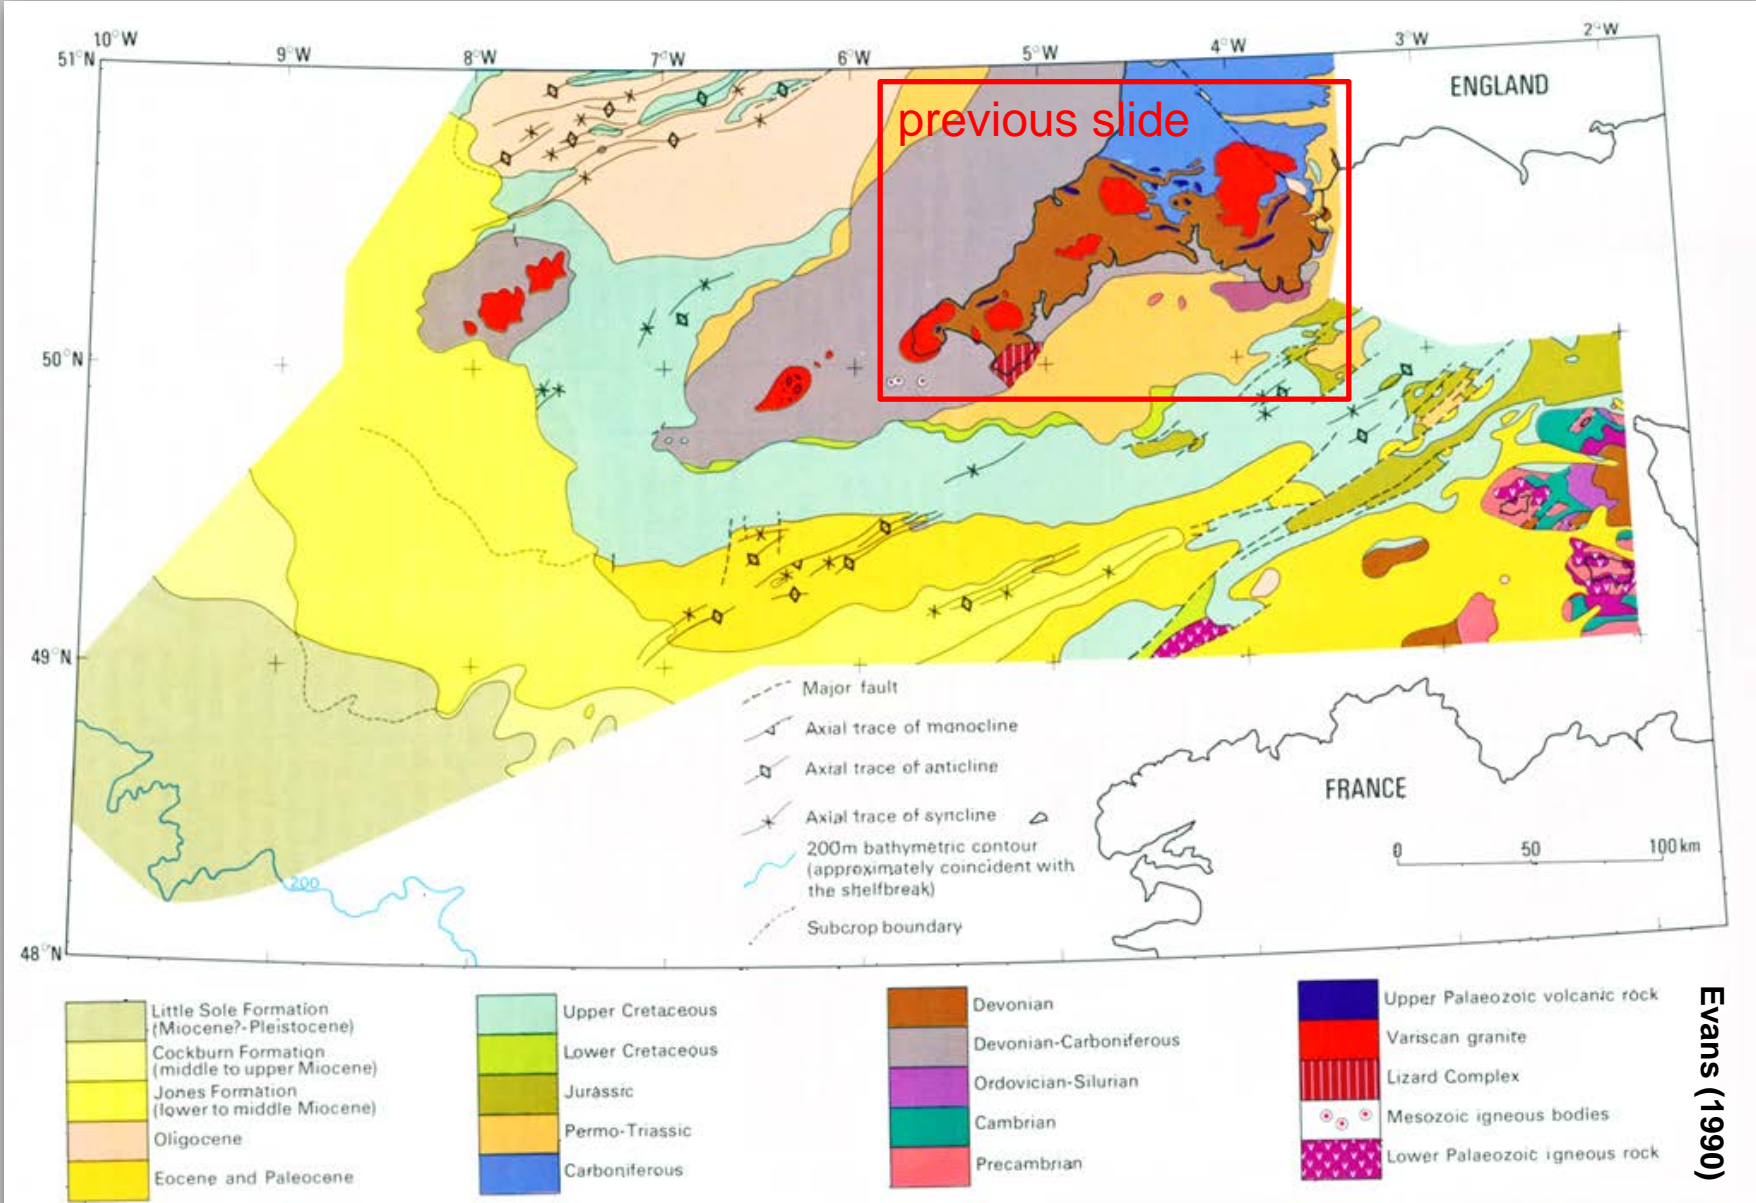 10°W
51°N
9°W
8°W
7°W
6°W
5°W
4°W
3°W
2°W
ENGLAND
previous slide
50°N
49°N
48°N
200
Major fault
Axial trace of monocline
Axial trace of anticline
Axial trace of syncline
200m bathymetric contour
(approximately coincident with
the shelfbreak)
Subcrop boundary
FRANCE
0 50 100 km
Little Sole Formation
(Miocene?-Pleistocene)
Cockburn Formation
(middle to upper Miocene)
Jones Formation
(lower to middle Miocene)
Oligocene
Eocene and Paleocene
Upper Cretaceous
Lower Cretaceous
Jurassic
Permo-Triassic
Carboniferous
Devonian
Devonian-Carboniferous
Ordovician-Silurian
Cambrian
Precambrian
Upper Palaeozoic volcanic rock
Variscan granite
Lizard Complex
Mesozoic igneous bodies
Lower Palaeozoic igneous rock
Evans (1990)